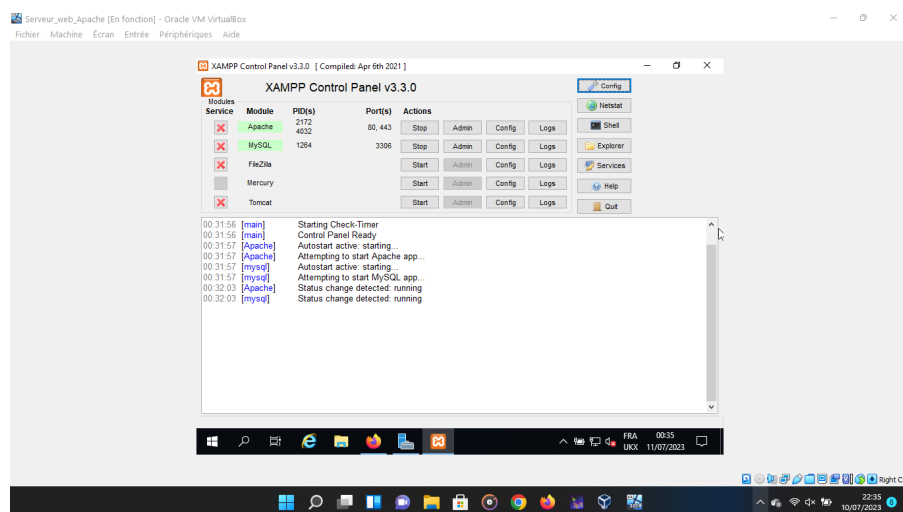 Serveur_web_Apache [En fonction] - Oracle VM VirtualBox
Fichier Machine Écran Entrée Périphériques Aide
XAMPP Control Panel v3.3.0 [ Compiled: Apr 6th 2021 ]
XAMPP Control Panel v3.3.0
Config
Modules
Service Module PID(s) Port(s) Actions
Netstat
Apache 2172 4032 80, 443 Stop Admin Config Logs
Shell
MySQL 1264 3306 Stop Admin Config Logs
Explorer
FileZilla Start Admin Config Logs
Services
Mercury Start Admin Config Logs
Help
Tomcat Start Admin Config Logs
Quit
00:31:56 [main] Starting Check-Timer
00:31:56 [main] Control Panel Ready
00:31:57 [Apache] Autostart active: starting...
00:31:57 [Apache] Attempting to start Apache app...
00:31:57 [mysql] Autostart active: starting...
00:31:57 [mysql] Attempting to start MySQL app...
00:32:03 [Apache] Status change detected: running
00:32:03 [mysql] Status change detected: running
FRA 00:35
UKX 11/07/2023
Right C
22:35
10/07/2023
8